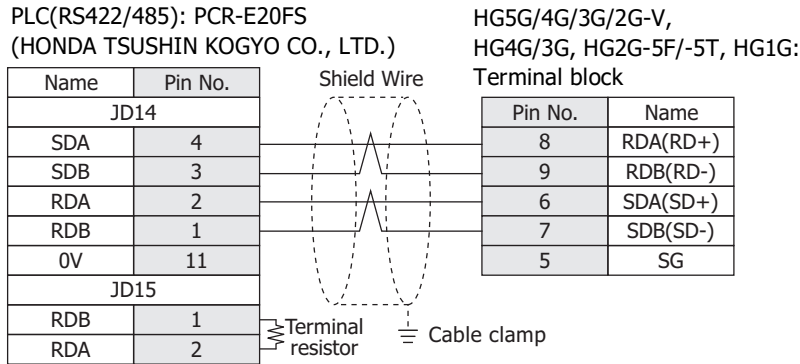 PLC(RS422/485): PCR-E20FS
(HONDA TSUSHIN KOGYO CO., LTD.)
HG5G/4G/3G/2G-V,
HG4G/3G, HG2G-5F/-5T, HG1G:
Terminal block
Name Pin No.
JD14
SDA 4
SDB 3
RDA 2
RDB 1
0V 11
JD15
RDB 1
RDA 2
Shield Wire
Terminal
resistor
Cable clamp
Pin No. Name
8 RDA(RD+)
9 RDB(RD-)
6 SDA(SD+)
7 SDB(SD-)
5 SG